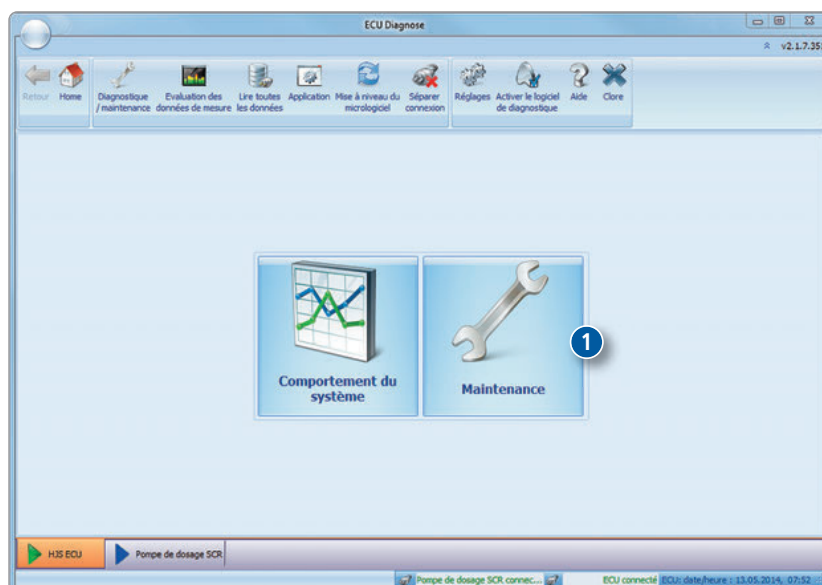 ECU Diagnose
v2.1.7.35
Retour
Home
Diagnostique
/ maintenance
Evaluation des
données de mesure
Lire toutes
les données
Application
Mise à niveau du
micrologiciel
Séparer
connexion
Réglages
Activer le logiciel
de diagnostique
Aide
Clore
Comportement du
système
Maintenance
1
HJS ECU
Pompe de dosage SCR
Pompe de dosage SCR connec...
ECU connecté
ECU: date/heure : 13.05.2014, 07:52